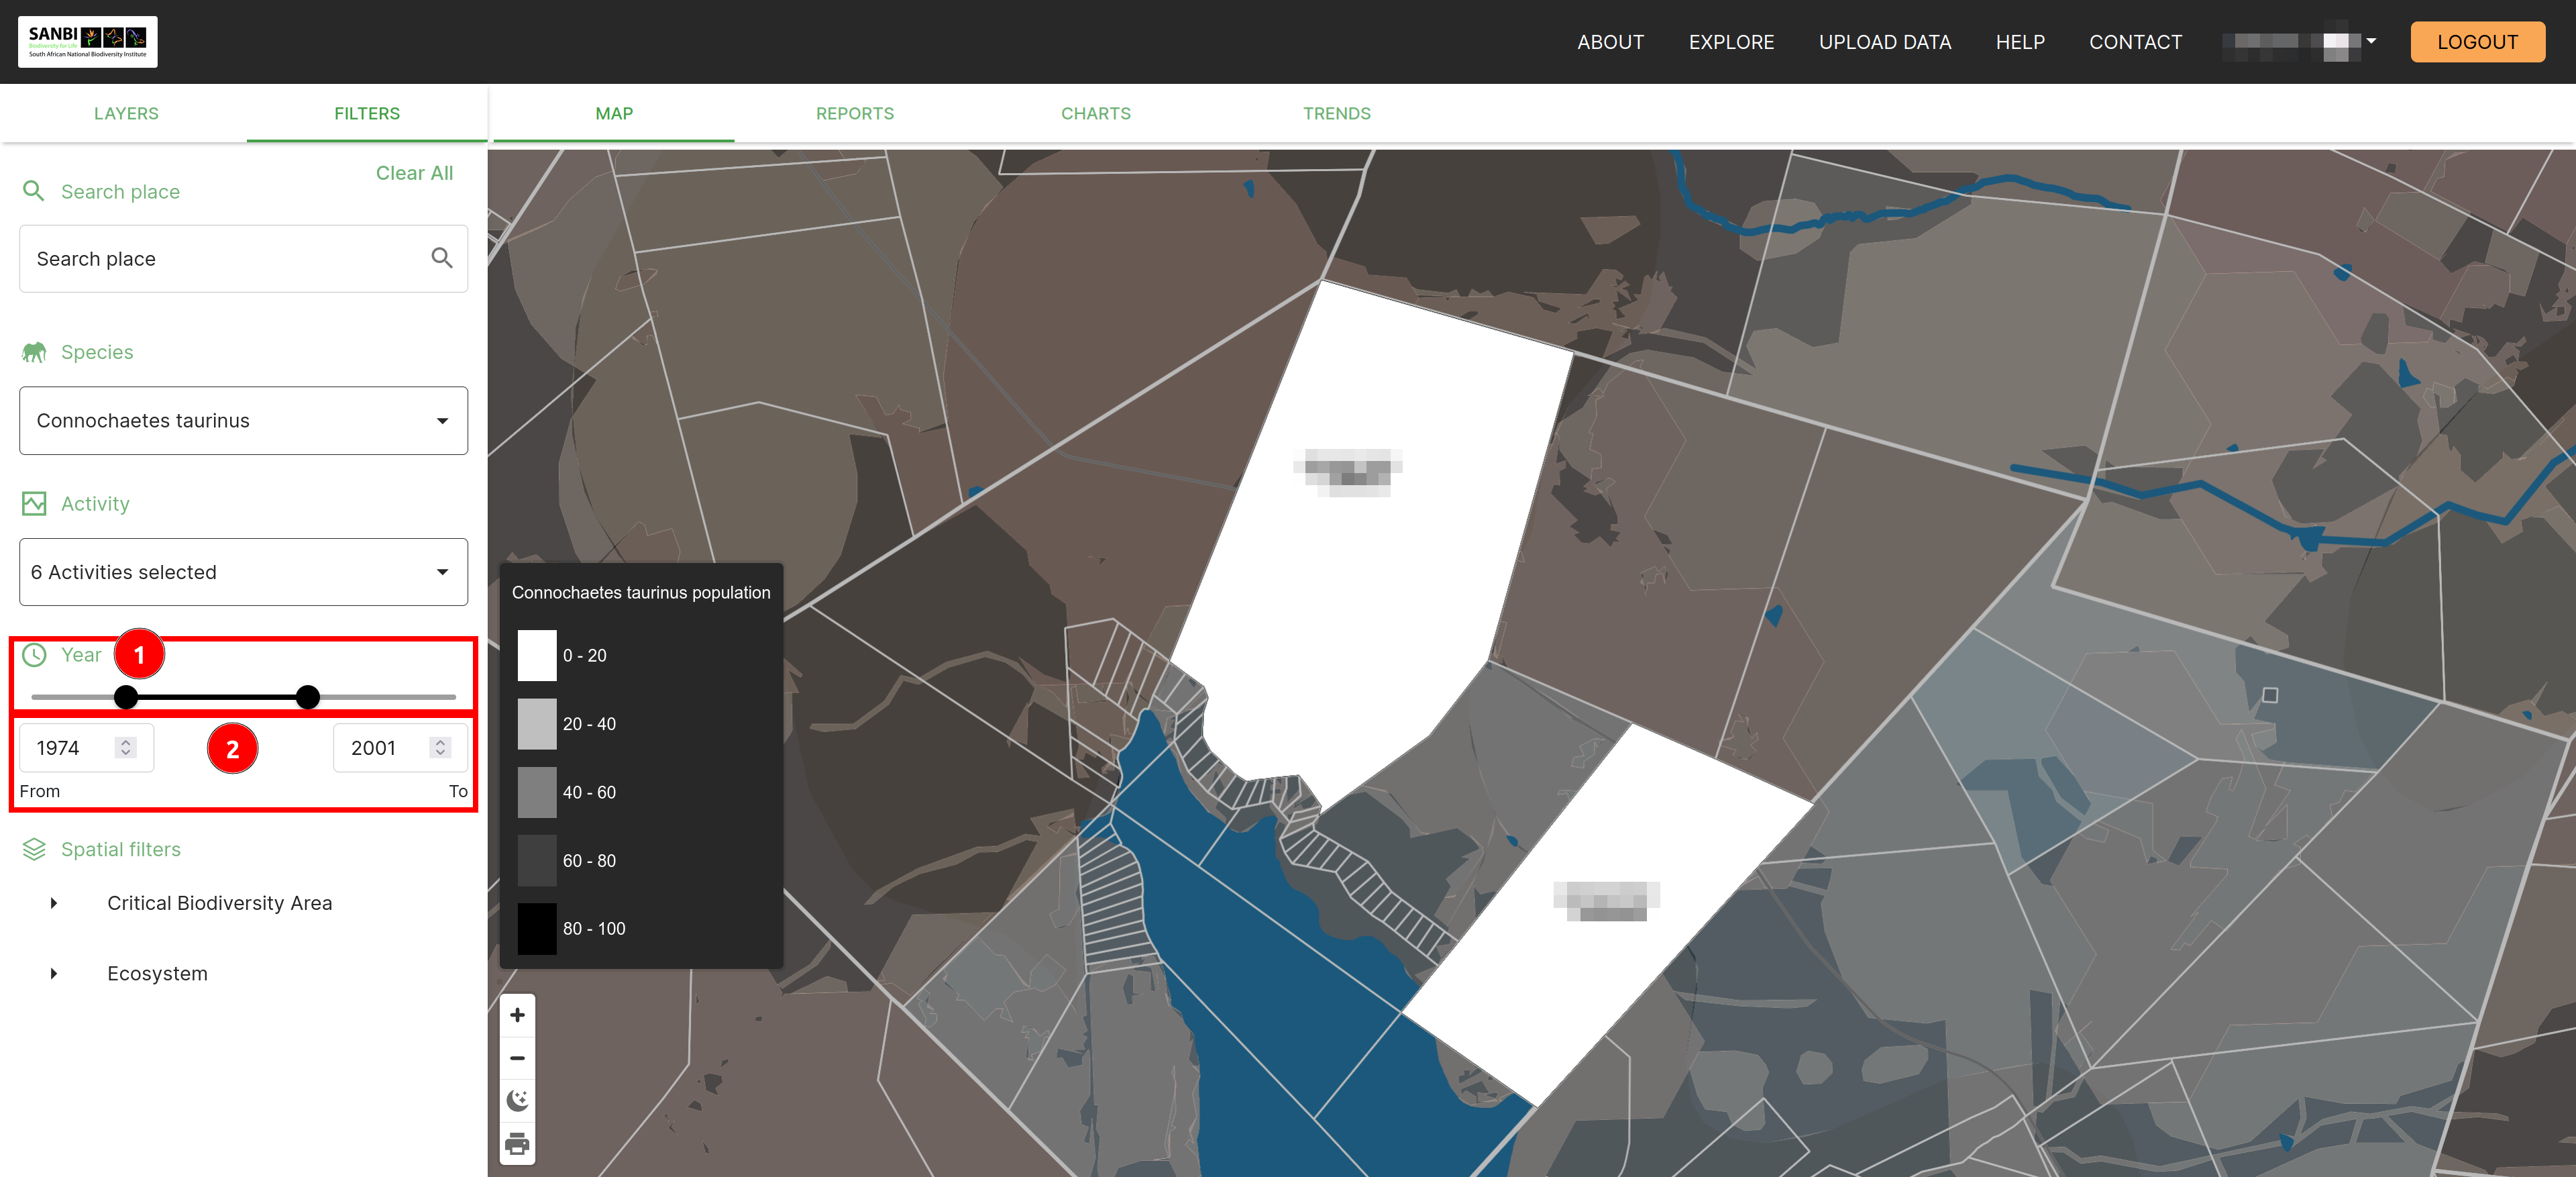 SANBI
Biodiversity for Life
South African National Biodiversity Institute
ABOUT
EXPLORE
UPLOAD DATA
HELP
CONTACT
LOGOUT
LAYERS
FILTERS
MAP
REPORTS
CHARTS
TRENDS
Clear All
Search place
Search place
Species
Connochaetes taurinus
Activity
6 Activities selected
Year
1
1974
2
2001
From
To
Spatial filters
Critical Biodiversity Area
Ecosystem
Connochaetes taurinus population
0 - 20
20 - 40
40 - 60
60 - 80
80 - 100